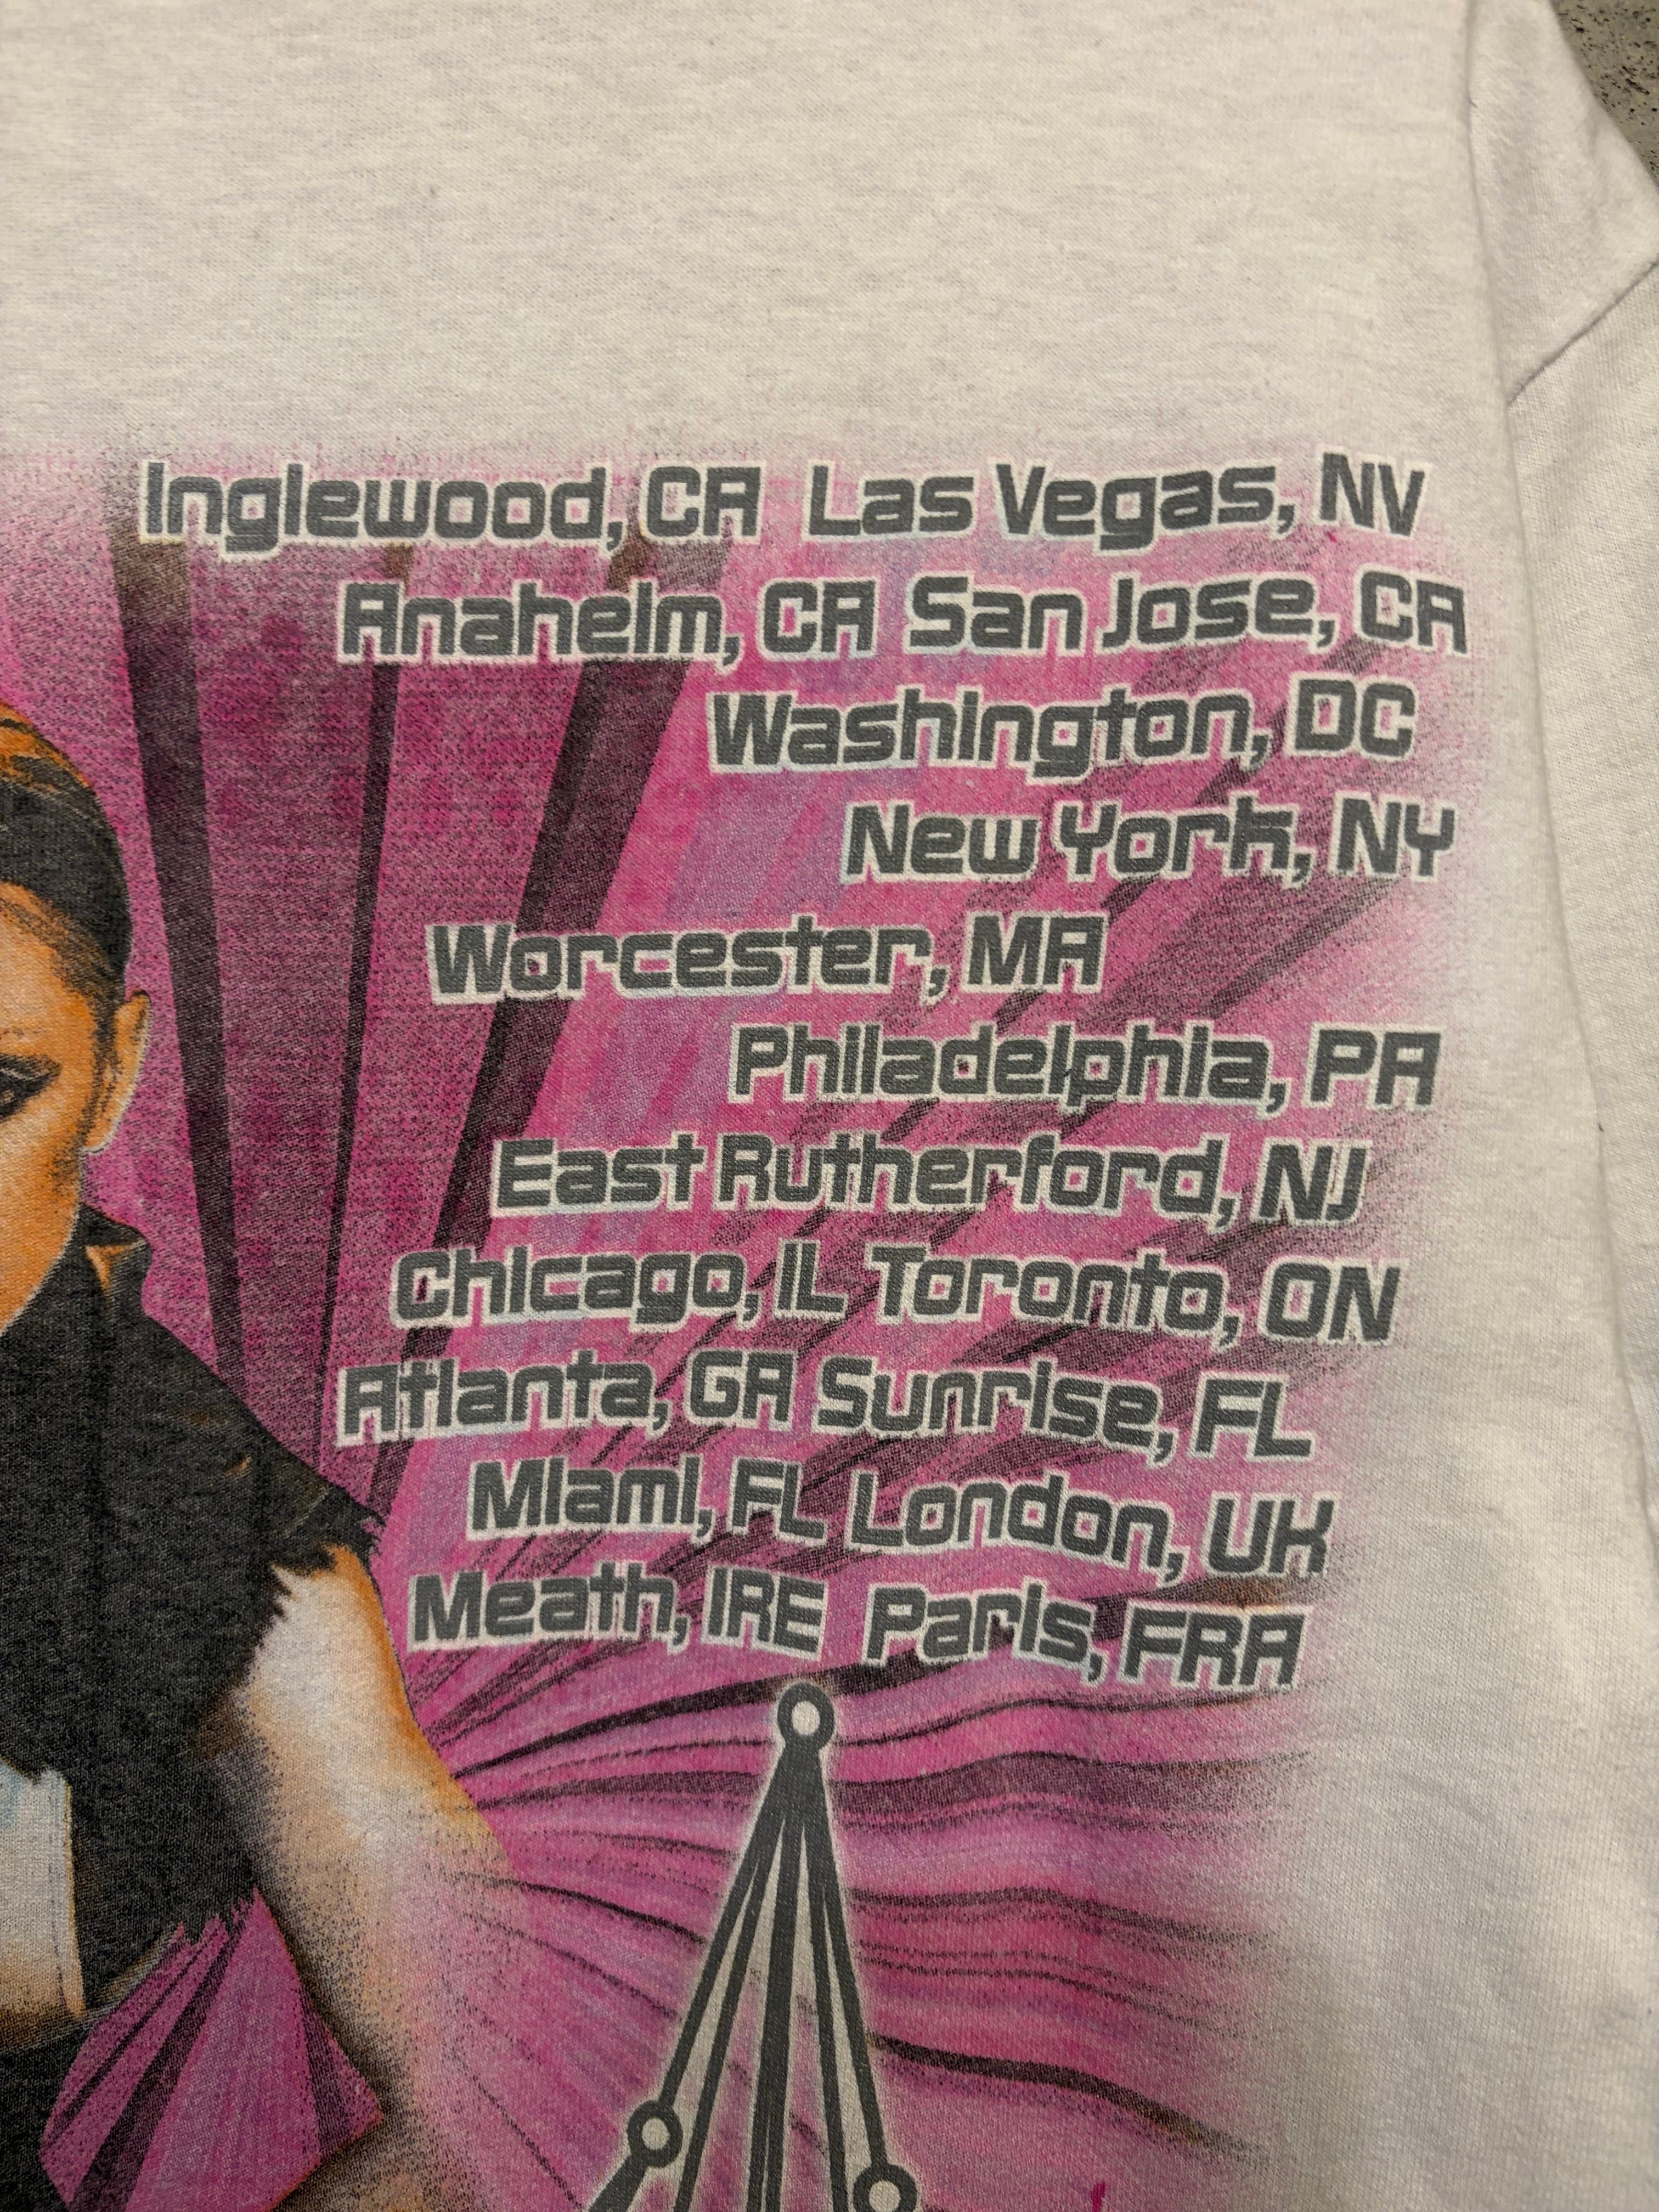 Inglewood, CA Las Vegas, NV
Anaheim, CA San Jose, CA
Washington, DC
New York, NY
Worcester, MA
Philadelphia, PA
East Rutherford, NJ
Chicago, IL Toronto, ON
Atlanta, GA Sunrise, FL
Miami, FL London, UK
Meath, IRE Paris, FRA